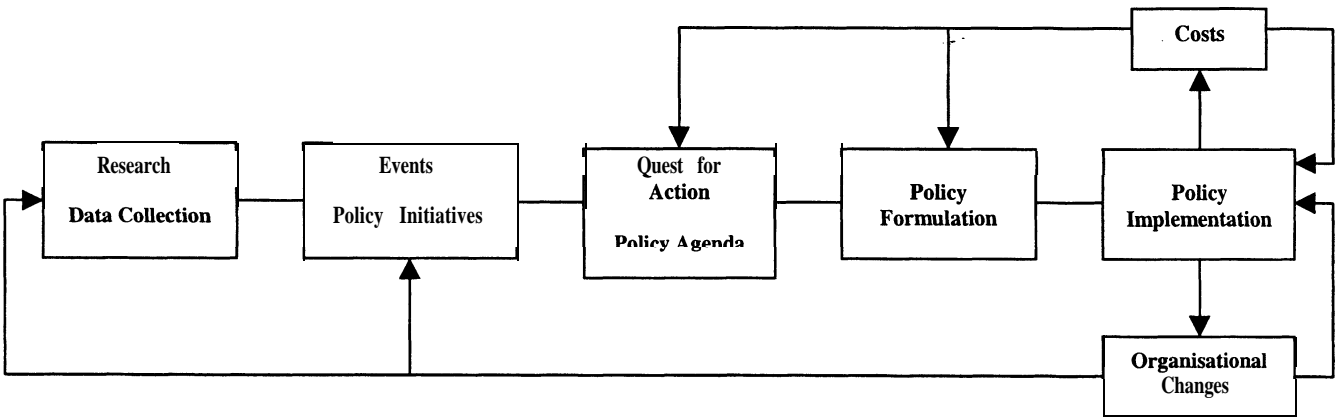 Costs
Research
Data Collection
Events
Policy Initiatives
Quest for
Action
Policy Agenda
Policy
Formulation
Policy
Implementation
Organisational
Changes